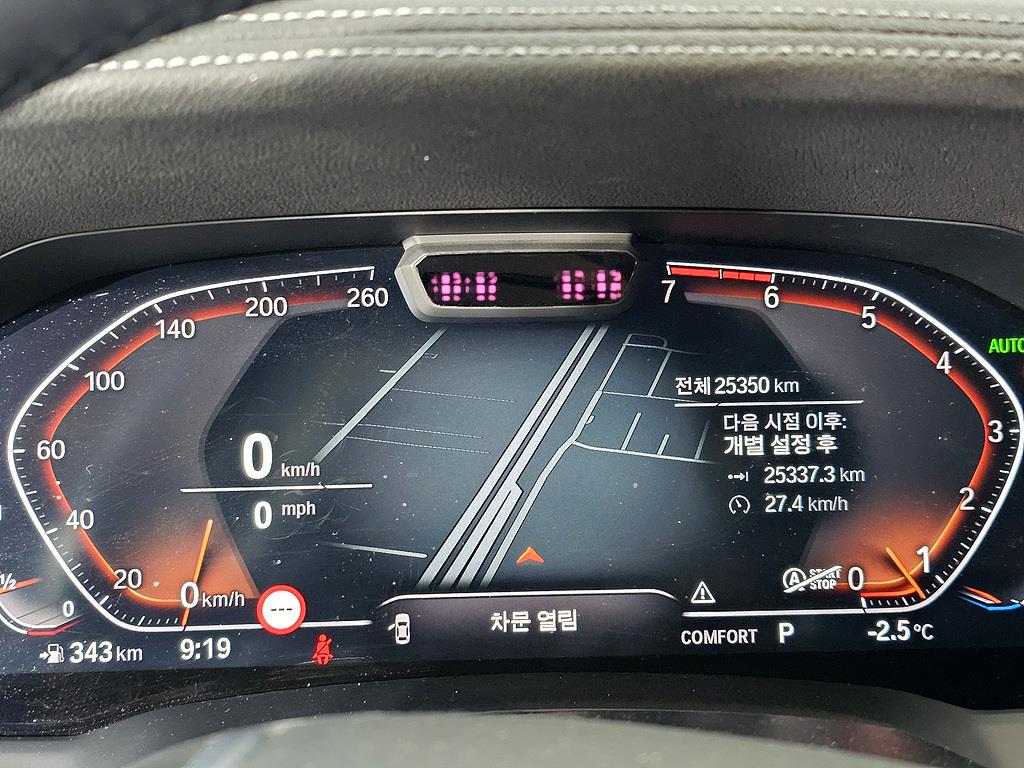 260
200
140
100
60
40
20
0 km/h
0 km/h
0 mph
7
6
5
4
3
2
1
0
AUTO
전체 25350 km
다음 시점 이후:
개별 설정 후
25337.3 km
27.4 km/h
---
A START
STOP
차문 열림
COMFORT P
-2.5°C
½
0
343 km
9:19